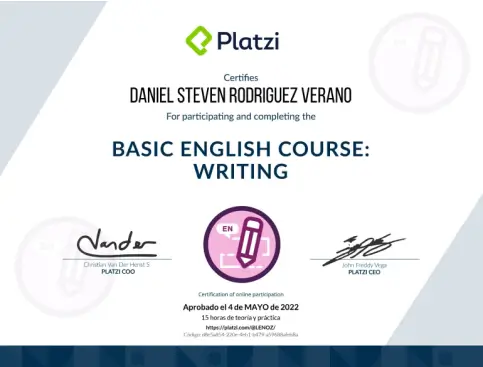 Platzi
Certifies
DANIEL STEVEN RODRIGUEZ VERANO
For participating and completing the
BASIC ENGLISH COURSE:
WRITING
EN
Christian Van Der Henst S
PLATZI COO
John Freddy Vega
PLATZI CEO
Certification of online participation
Aprobado el 4 de MAYO de 2022
15 horas de teoría y práctica
https://platzi.com/@LENOZ/
Código: